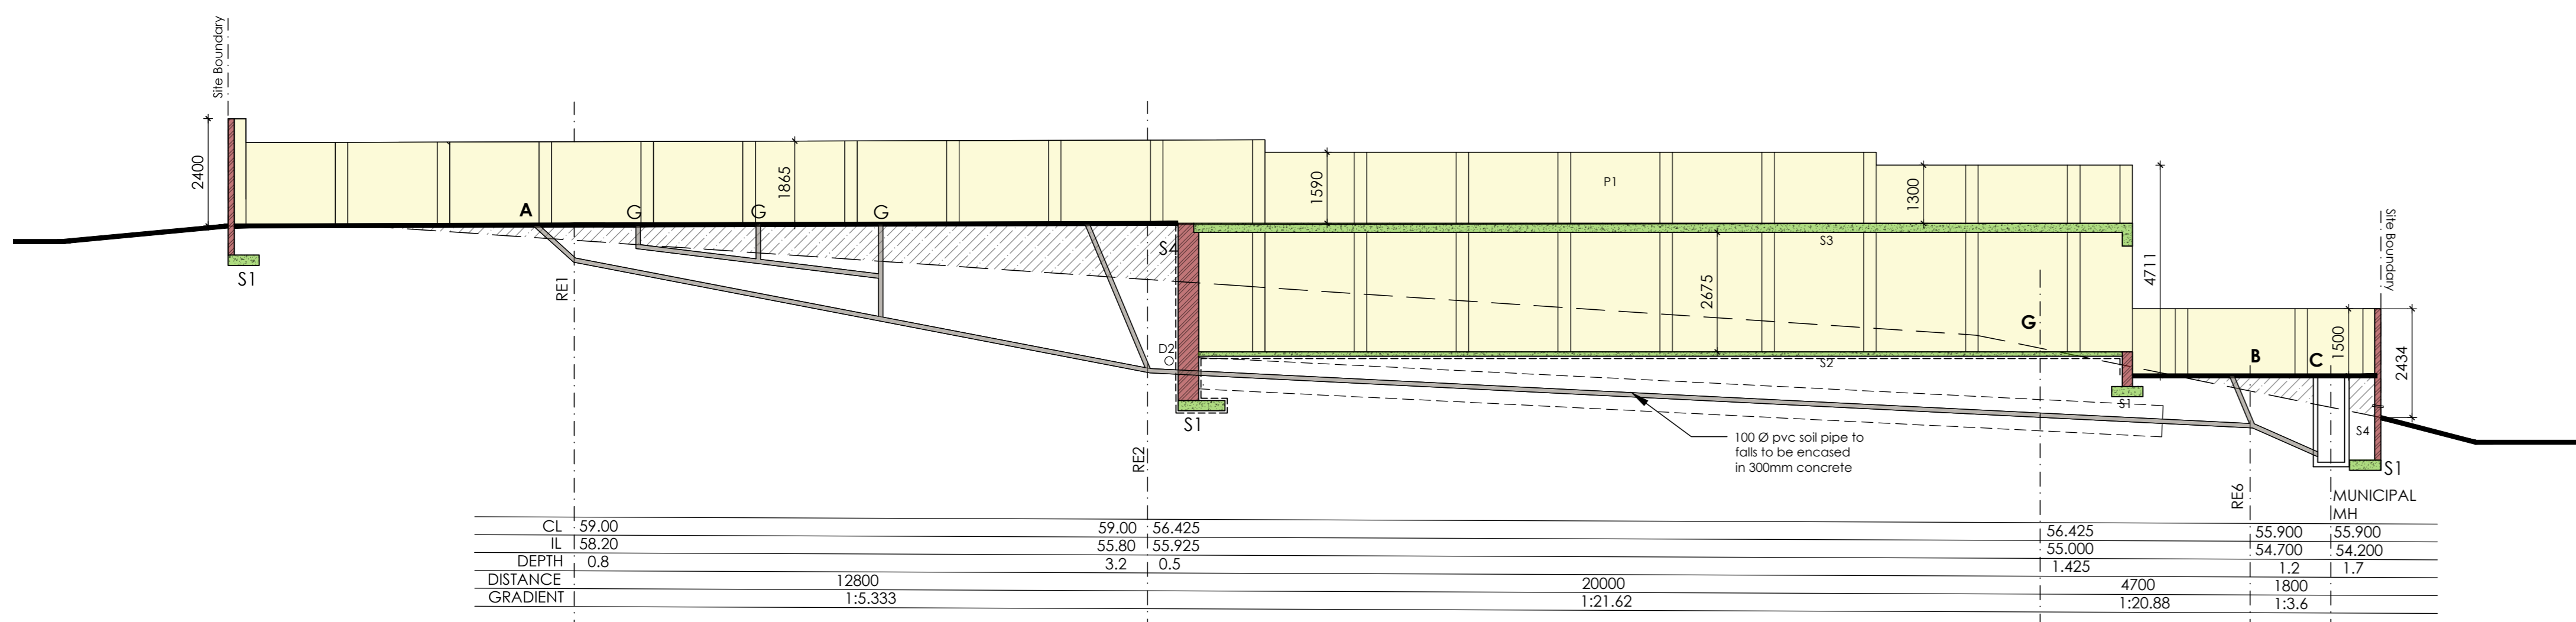 Site Boundary
2400
A
G
G
1865
G
S1
RE1
S4
D2
O
RE2
S1
1590
P1
1300
S3
2675
S2
G
4711
S1
100 Ø pvc soil pipe to
falls to be encased
in 300mm concrete
Site Boundary
B
C
1500
2434
S4
S1
RE6
MUNICIPAL
MH
CL 59.00 59.00 56.425 56.425 55.900 55.900
IL 58.20 55.80 55.925 55.000 54.700 54.200
DEPTH 0.8 3.2 0.5 1.425 1.2 1.7
DISTANCE 12800 20000 4700 1800
GRADIENT 1:5.333 1:21.62 1:20.88 1:3.6